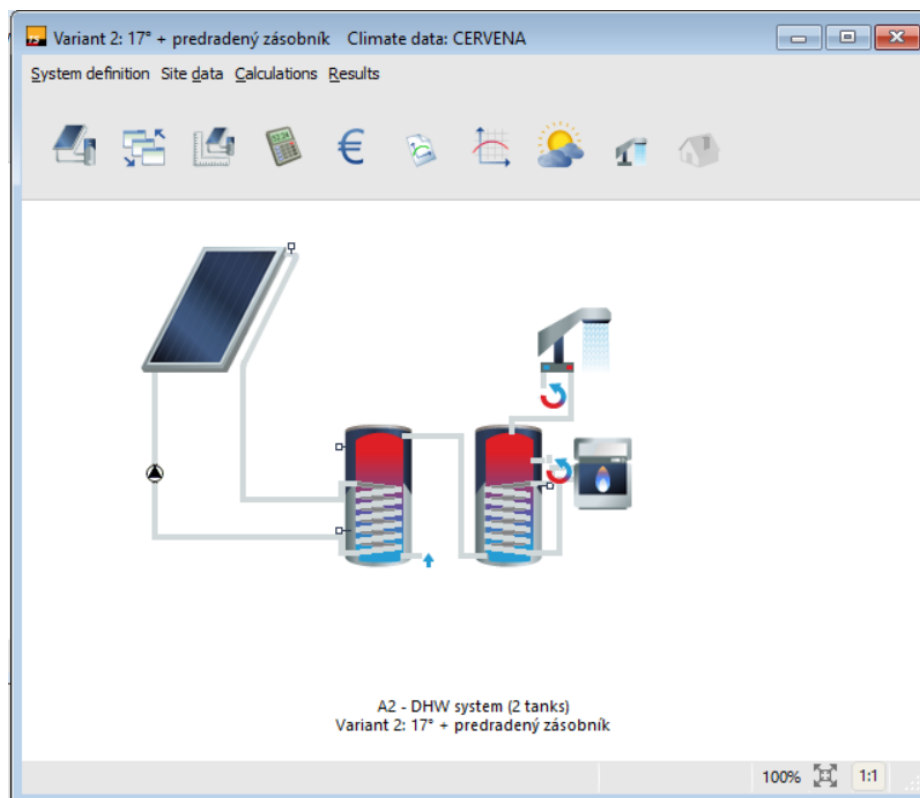 TS Variant 2: 17° + predradený zásobník Climate data: CERVENA
System definition Site data Calculations Results
€
A2 - DHW system (2 tanks)
Variant 2: 17° + predradený zásobník
100% 1:1